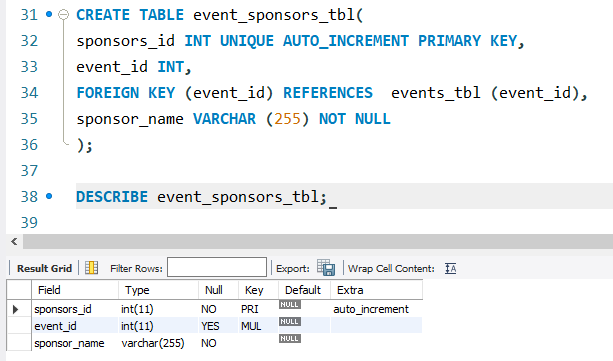 31 CREATE TABLE event_sponsors_tbl(
32 sponsors_id INT UNIQUE AUTO_INCREMENT PRIMARY KEY,
33 event_id INT,
34 FOREIGN KEY (event_id) REFERENCES  events_tbl (event_id),
35 sponsor_name VARCHAR (255) NOT NULL
36 );
37
38 DESCRIBE event_sponsors_tbl;
39
Result Grid Filter Rows: Export: Wrap Cell Content: IA
Field Type Null Key Default Extra
sponsors_id int(11) NO PRI NULL auto_increment
event_id int(11) YES MUL NULL
sponsor_name varchar(255) NO NULL